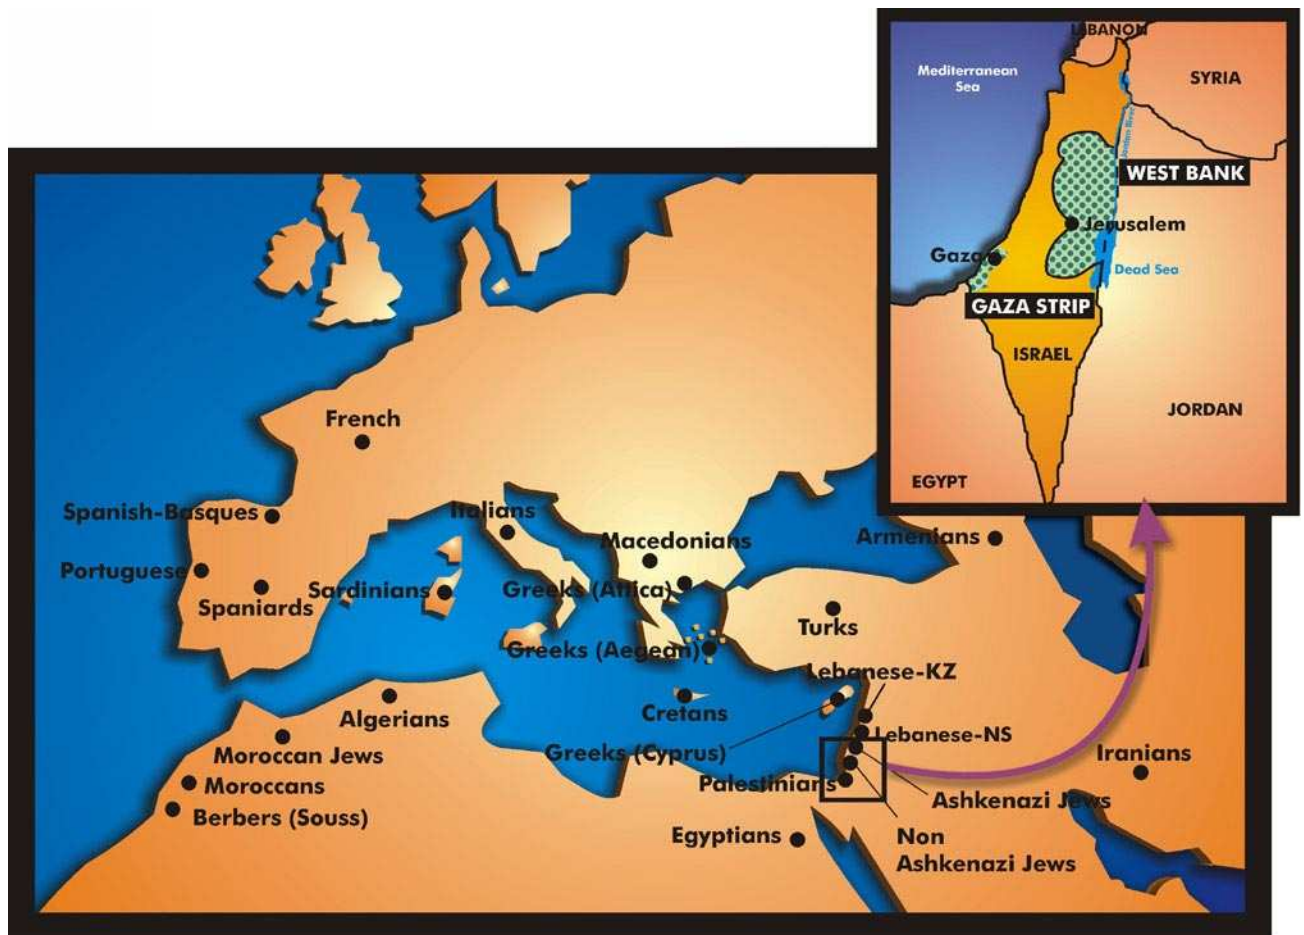 LEBANON
Mediterranean
Sea
SYRIA
Jordan River
WEST BANK
Jerusalem
Gaza
Dead Sea
GAZA STRIP
ISRAEL
JORDAN
EGYPT
French
Spanish-Basques
Italians
Macedonians
Armenians
Portuguese
Spaniards
Sardinians
Greeks (Attica)
Turks
Greeks (Aegean)
Lebanese-KZ
Cretans
Algerians
Lebanese-NS
Moroccan Jews
Greeks (Cyprus)
Iranians
Moroccans
Palestinians
Ashkenazi Jews
Berbers (Souss)
Egyptians
Non
Ashkenazi Jews